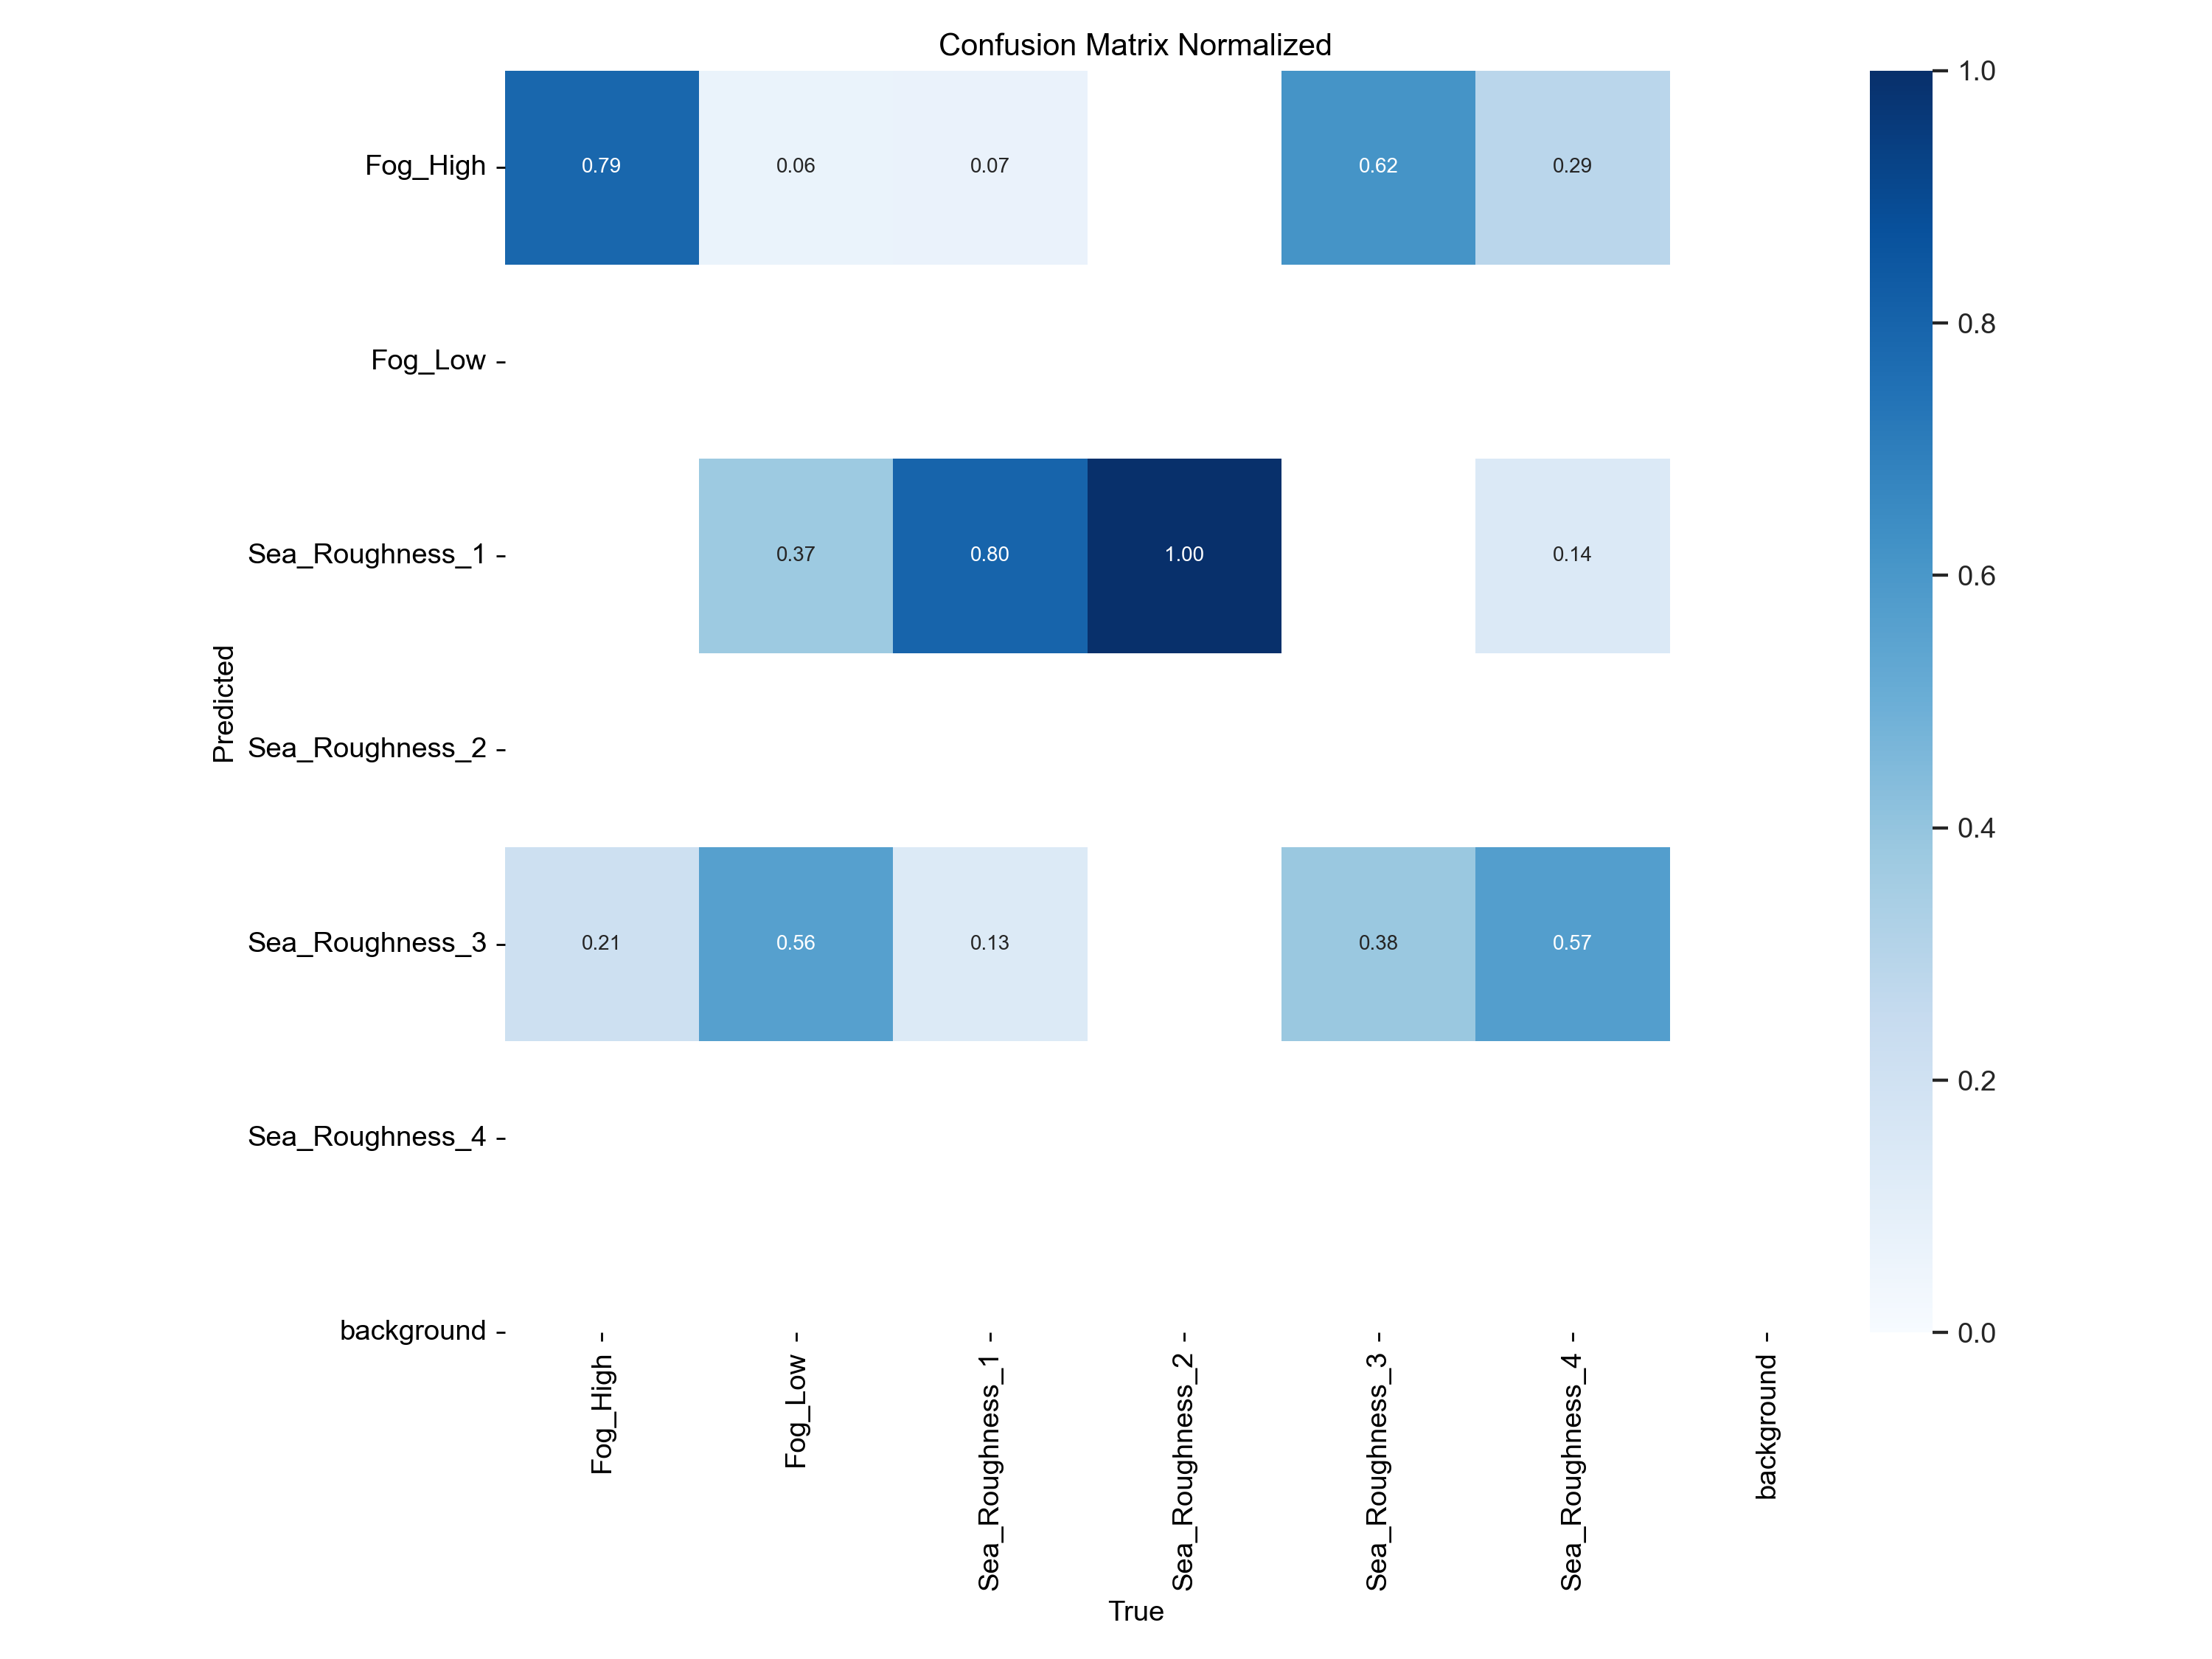 Confusion Matrix Normalized
Fog_High
0.79
0.06
0.07
0.62
0.29
Fog_Low
Sea_Roughness_1
0.37
0.80
1.00
0.14
Sea_Roughness_2
Sea_Roughness_3
0.21
0.56
0.13
0.38
0.57
Sea_Roughness_4
background
Predicted
Fog_High
Fog_Low
Sea_Roughness_1
Sea_Roughness_2
Sea_Roughness_3
Sea_Roughness_4
background
True
1.0
0.8
0.6
0.4
0.2
0.0